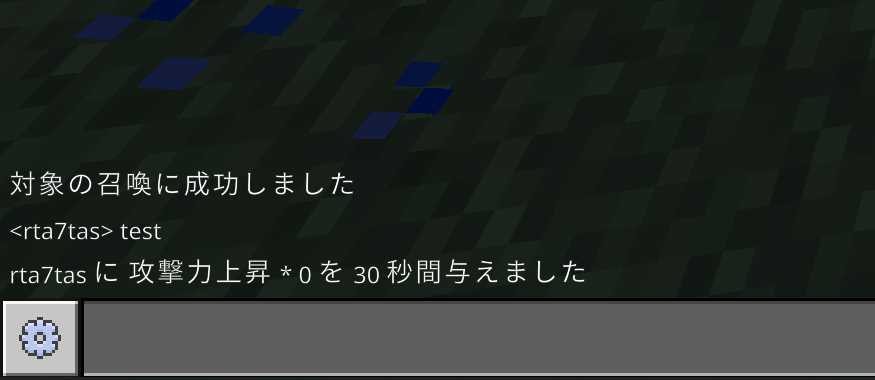 対象の召喚に成功しました
<rta7tas> test
rta7tas に 攻撃力上昇 * 0 を 30 秒間与えました